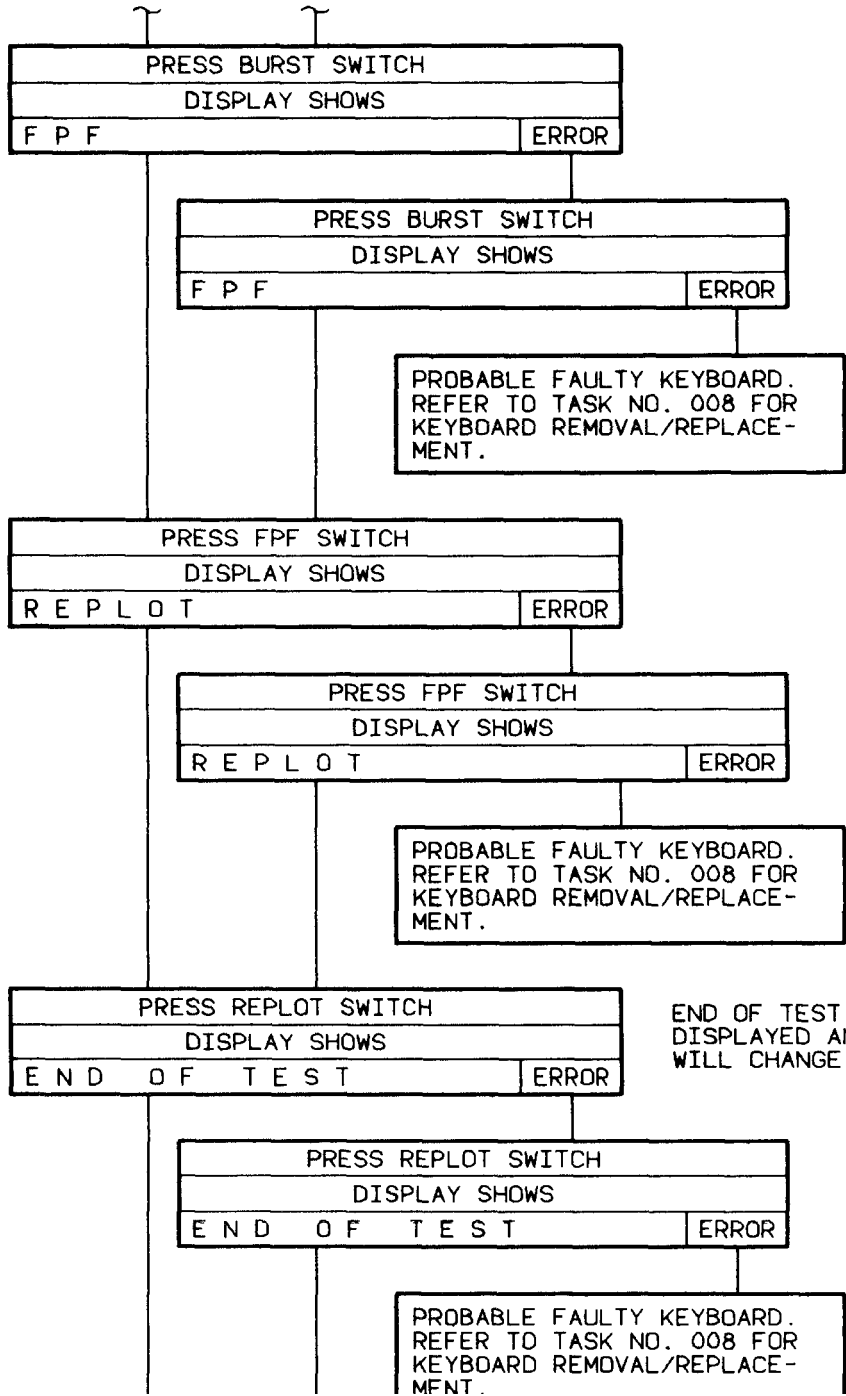 PRESS BURST SWITCH
DISPLAY SHOWS
F P F ERROR
PRESS BURST SWITCH
DISPLAY SHOWS
F P F ERROR
PROBABLE FAULTY KEYBOARD.
REFER TO TASK NO. 008 FOR
KEYBOARD REMOVAL/REPLACE-
MENT.
PRESS FPF SWITCH
DISPLAY SHOWS
R E P L O T ERROR
PRESS FPF SWITCH
DISPLAY SHOWS
R E P L O T ERROR
PROBABLE FAULTY KEYBOARD.
REFER TO TASK NO. 008 FOR
KEYBOARD REMOVAL/REPLACE-
MENT.
PRESS REPLOT SWITCH
DISPLAY SHOWS
E N D O F T E S T ERROR
END OF TEST
DISPLAYED
WILL CHANGE
PRESS REPLOT SWITCH
DISPLAY SHOWS
E N D O F T E S T ERROR
PROBABLE FAULTY KEYBOARD.
REFER TO TASK NO. 008 FOR
KEYBOARD REMOVAL/REPLACE-
MENT.